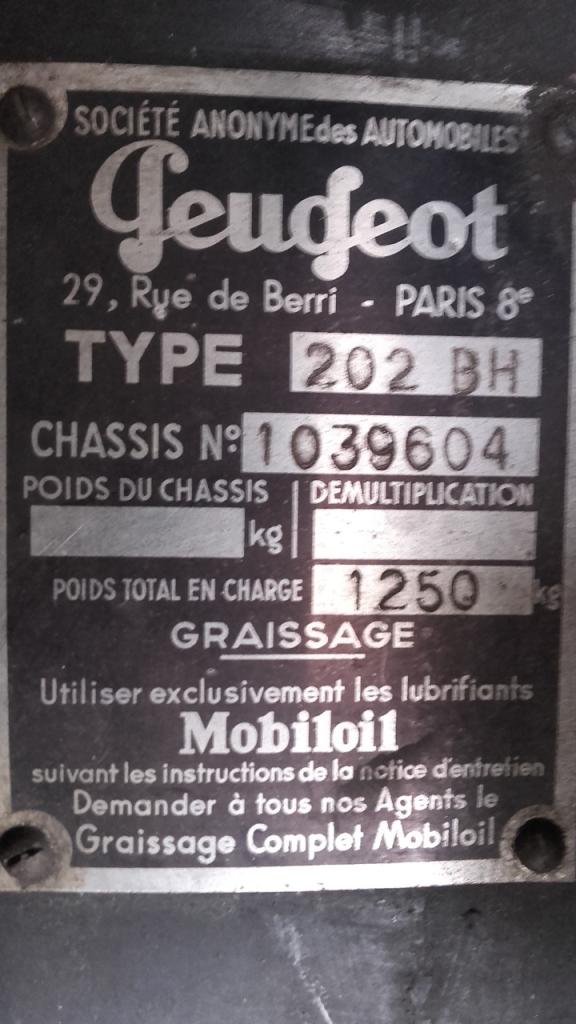 SOCIÉTÉ ANONYME des AUTOMOBILES
Peugeot
29, Rue de Berri - PARIS 8e
TYPE 202 BH
CHASSIS No 1039604
POIDS DU CHASSIS kg | DEMULTIPLICATION
POIDS TOTAL EN CHARGE 1250 kg
GRAISSAGE
Utiliser exclusivement les lubrifiants
Mobiloil
suivant les instructions de la notice d'entretien
Demander à tous nos Agents le
Graissage Complet Mobiloil